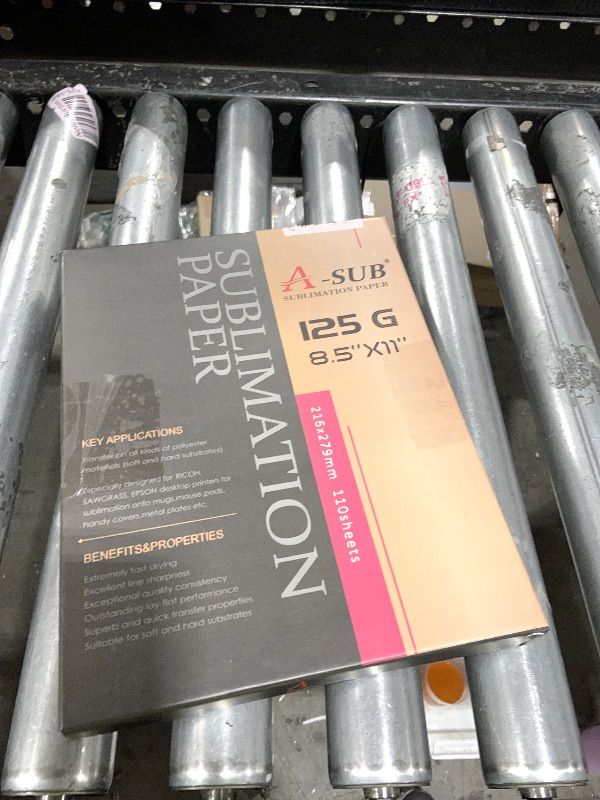 A-SUB®
SUBLIMATION PAPER
125 G
8.5"X11"
216x279mm 110sheets
SUBLIMATION
PAPER
KEY APPLICATIONS
Transfer on all kinds of polyester
materials (soft and hard substrates)
Especially designed for RICOH,
SAWGRASS, EPSON desktop printers for
sublimation onto mugs,mouse pads,
handy covers,metal plates etc.
BENEFITS&PROPERTIES
Extremely fast drying
Excellent line sharpness
Exceptional quality consistency
Outstanding lay flat performance
Superb and quick transfer properties
Suitable for soft and hard substrates